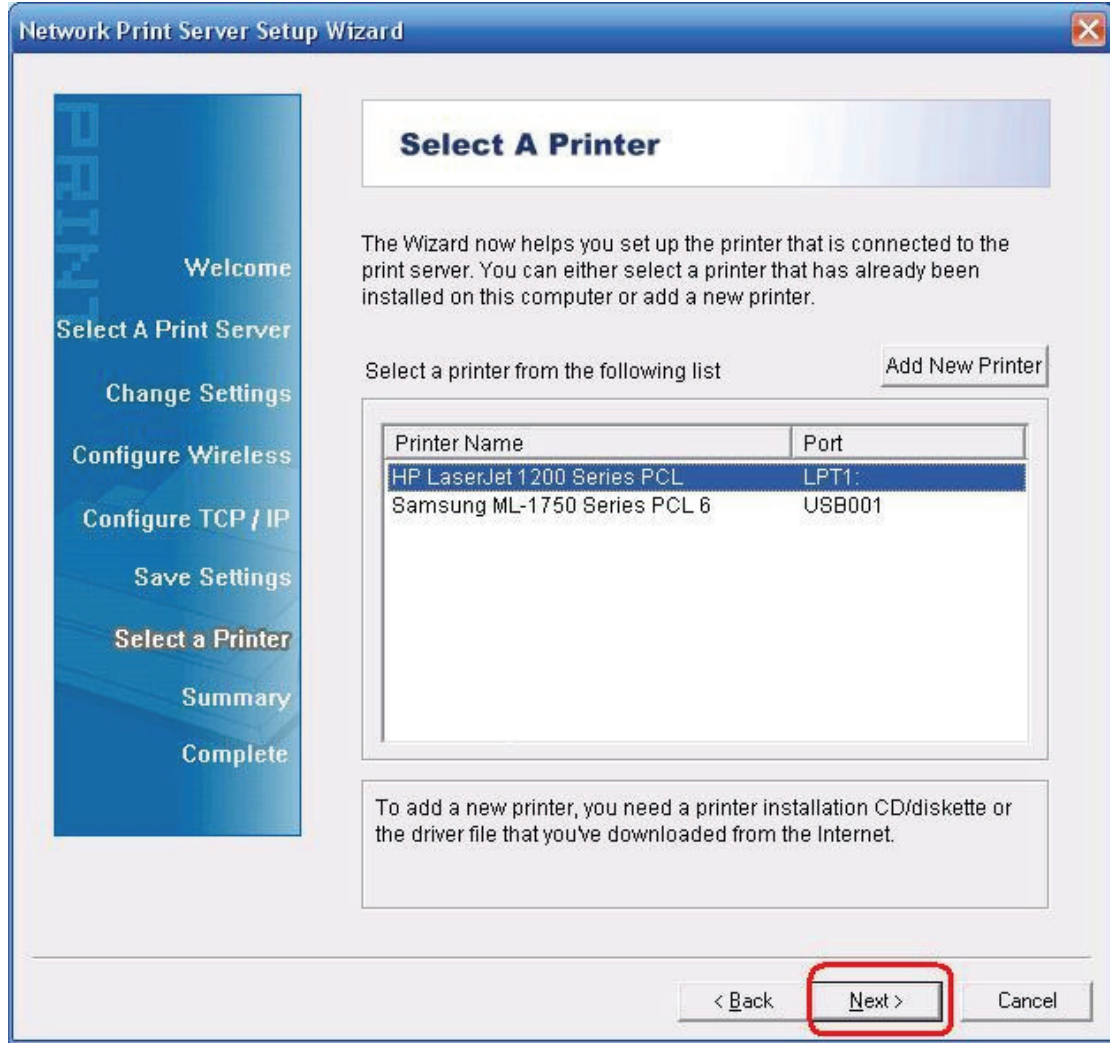 Network Print Server Setup Wizard
PRINT
Welcome
Select A Print Server
Change Settings
Configure Wireless
Configure TCP / IP
Save Settings
Select a Printer
Summary
Complete
Select A Printer
The Wizard now helps you set up the printer that is connected to the
print server. You can either select a printer that has already been
installed on this computer or add a new printer.
Select a printer from the following list
Add New Printer
Printer Name Port
HP LaserJet 1200 Series PCL LPT1:
Samsung ML-1750 Series PCL 6 USB001
To add a new printer, you need a printer installation CD/diskette or
the driver file that you've downloaded from the Internet.
< Back Next > Cancel